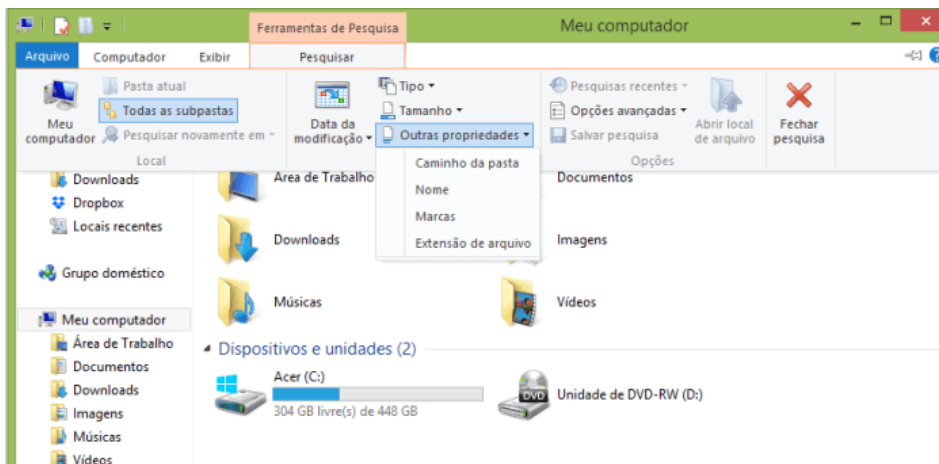 Ferramentas de Pesquisa
Meu computador
Arquivo
Computador
Exibir
Pesquisar
Meu computador
Pasta atual
Todas as subpastas
Pesquisar novamente em
Local
Data da modificação
Tipo
Tamanho
Outras propriedades
Caminho da pasta
Nome
Marcas
Extensão de arquivo
Pesquisas recentes
Opções avançadas
Salvar pesquisa
Abrir local de arquivo
Opções
Fechar pesquisa
Downloads
Dropbox
Locais recentes
Grupo doméstico
Meu computador
Área de Trabalho
Documentos
Downloads
Imagens
Músicas
Vídeos
Área de Trabalho
Documentos
Downloads
Imagens
Músicas
Vídeos
Dispositivos e unidades (2)
Acer (C:)
304 GB livre(s) de 448 GB
DVD
Unidade de DVD-RW (D:)